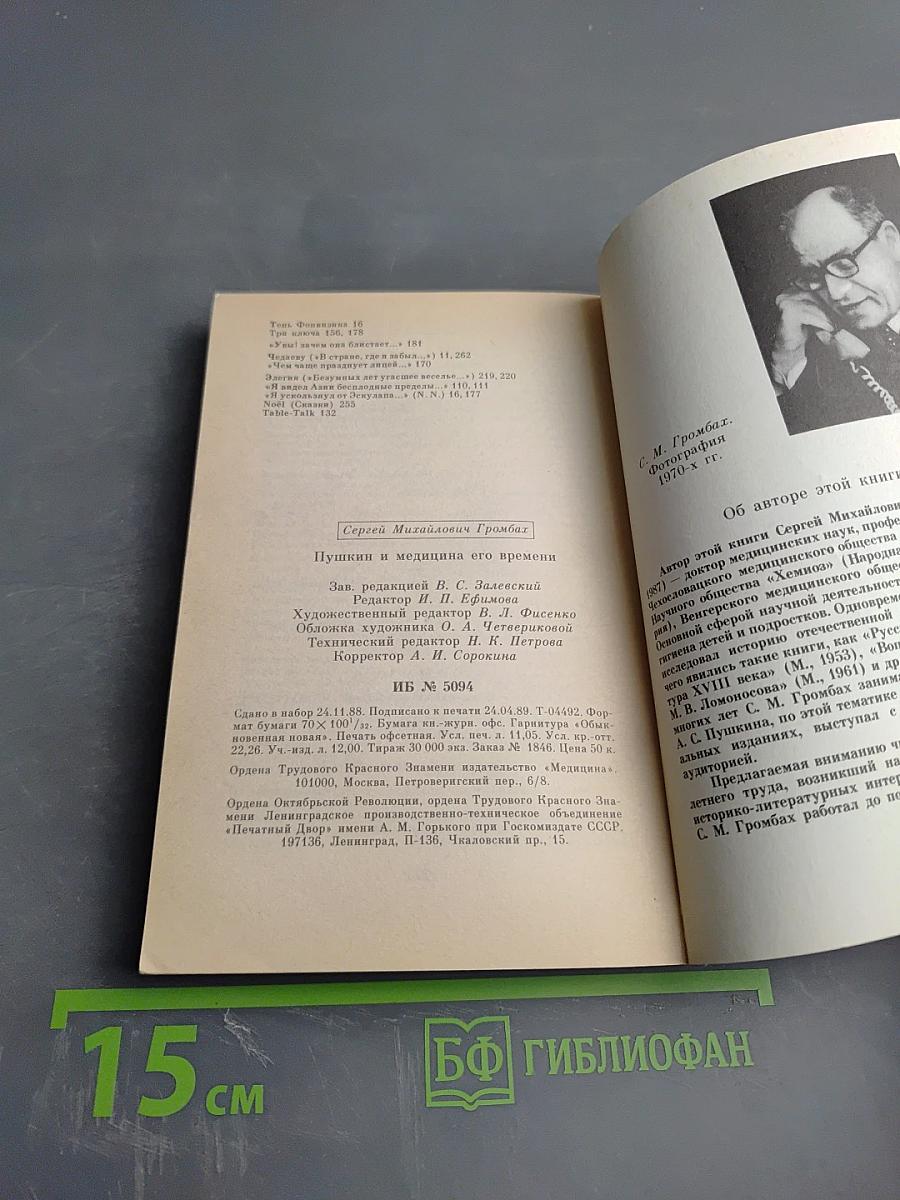 Тень Фонвизина 16
Три ключа 156, 178
«Увы! зачем она блистает...» 181
Чедаеву («В стране, где я забыл...») 11, 262
«Чем чаще празднует лицей...» 170
Элегия («Безумных лет угасшее веселье...») 219, 220
«Я видел Азии бесплодные пределы...» 110, 111
«Я ускользнул от Эскулапа...» (N. N.) 16, 177
Noël (Сказки) 255
Table-Talk 132
Сергей Михайлович Громбах
Пушкин и медицина его времени
Зав. редакцией В. С. Залевский
Редактор И. П. Ефимова
Художественный редактор В. Л. Фисенко
Обложка художника О. А. Четвериковой
Технический редактор Н. К. Петрова
Корректор А. И. Сорокина
ИБ № 5094
Сдано в набор 24.11.88. Подписано к печати 24.04.89. Т-04492. Фор-
мат бумаги 70×100 1/32. Бумага кн.-журн. офс. Гарнитура «Обык-
новенная новая». Печать офсетная. Усл. печ. л. 11,05. Усл. кр.-отт.
22,26. Уч.-изд. л. 12,00. Тираж 30 000 экз. Заказ № 1846. Цена 50 к.
Ордена Трудового Красного Знамени издательство «Медицина».
101000, Москва, Петроверигский пер., 6/8.
Ордена Октябрьской Революции, ордена Трудового Красного Зна-
мени Ленинградское производственно-техническое объединение
«Печатный Двор» имени А. М. Горького при Госкомиздате СССР.
197136, Ленинград, П-136, Чкаловский пр., 15.
С. М. Громбах.
Фотография
1970-х гг.
Об авторе этой книги
Автор этой книги Сергей Михайлови
1987) — доктор медицинских наук, профе
Чехословацкого медицинского общества
Научного общества «Хемиоз» (Народна
рия), Венгерского медицинского общес
Основной сферой научной деятельност
гигиена детей и подростков. Одновреме
исследовал историю отечественной
чего явились такие книги, как «Русс
тура XVIII века» (М., 1953), «Воп
М. В. Ломоносова» (М., 1961) и др
многих лет С. М. Громбах занима
А. С. Пушкина, по этой тематике
альных изданиях, выступал с
аудиторией.
Предлагаемая вниманию ч
летнего труда, возникший на
историко-литературных интер
С. М. Громбах работал до по
15 см
БФ ГИБЛИОФАН